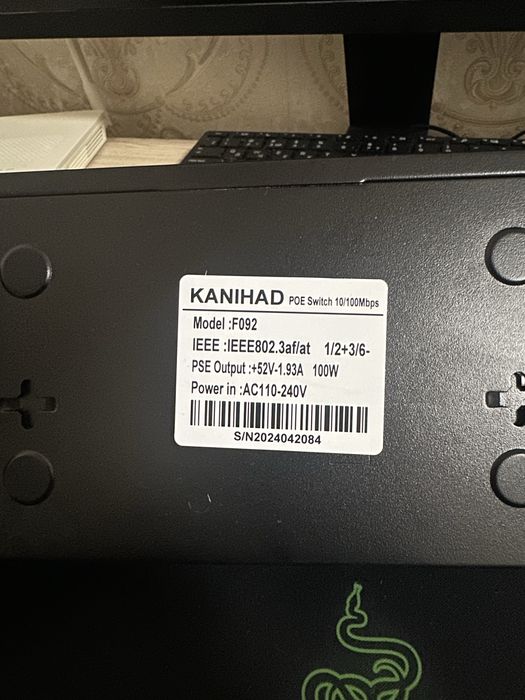 KANIHAD POE Switch 10/100Mbps
Model :F092
IEEE :IEEE802.3af/at 1/2+3/6-
PSE Output :+52V-1.93A 100W
Power in :AC110-240V
S/N2024042084